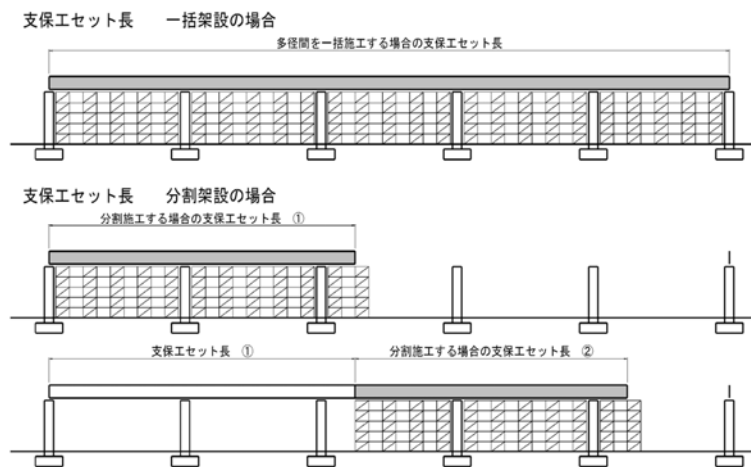 支保工セット長　一括架設の場合
多径間を一括施工する場合の支保工セット長
支保工セット長　分割架設の場合
分割施工する場合の支保工セット長　①
支保工セット長　①
分割施工する場合の支保工セット長　②